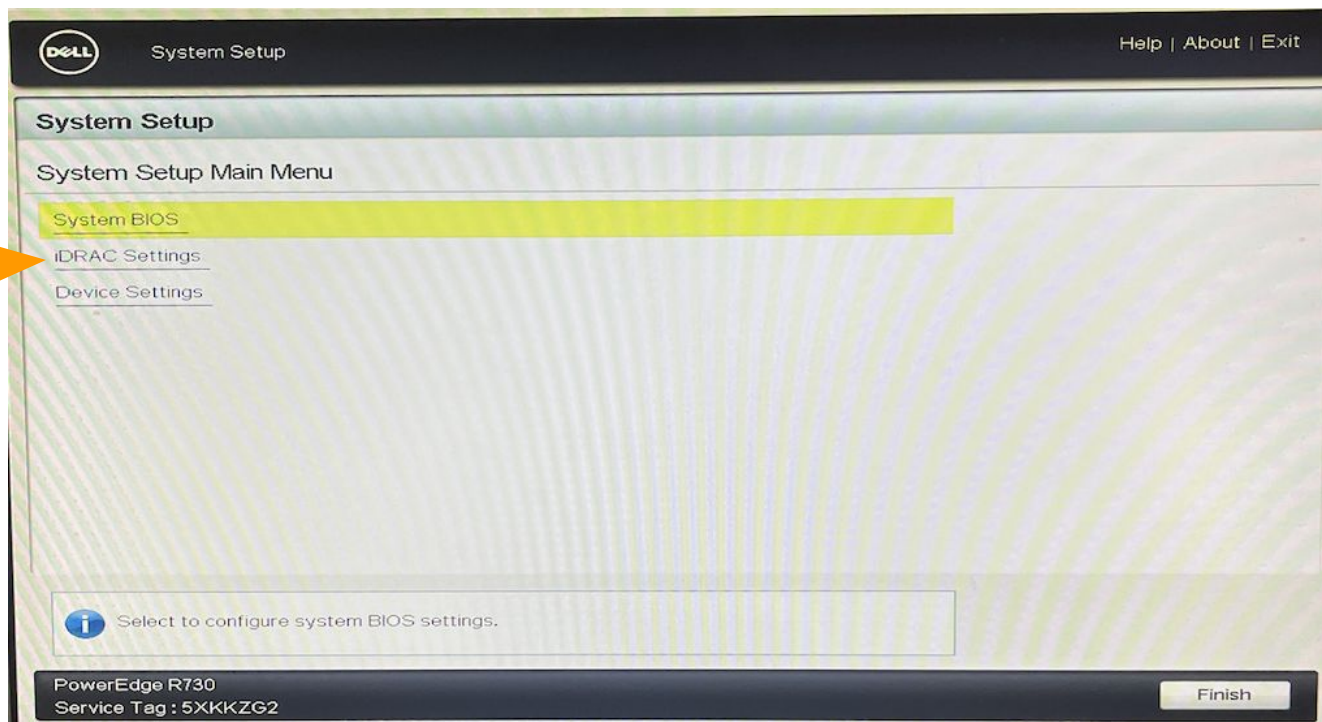 DELL
System Setup
Help | About | Exit
System Setup
System Setup Main Menu
System BIOS
iDRAC Settings
Device Settings
Select to configure system BIOS settings.
PowerEdge R730
Service Tag : 5XKKZG2
Finish